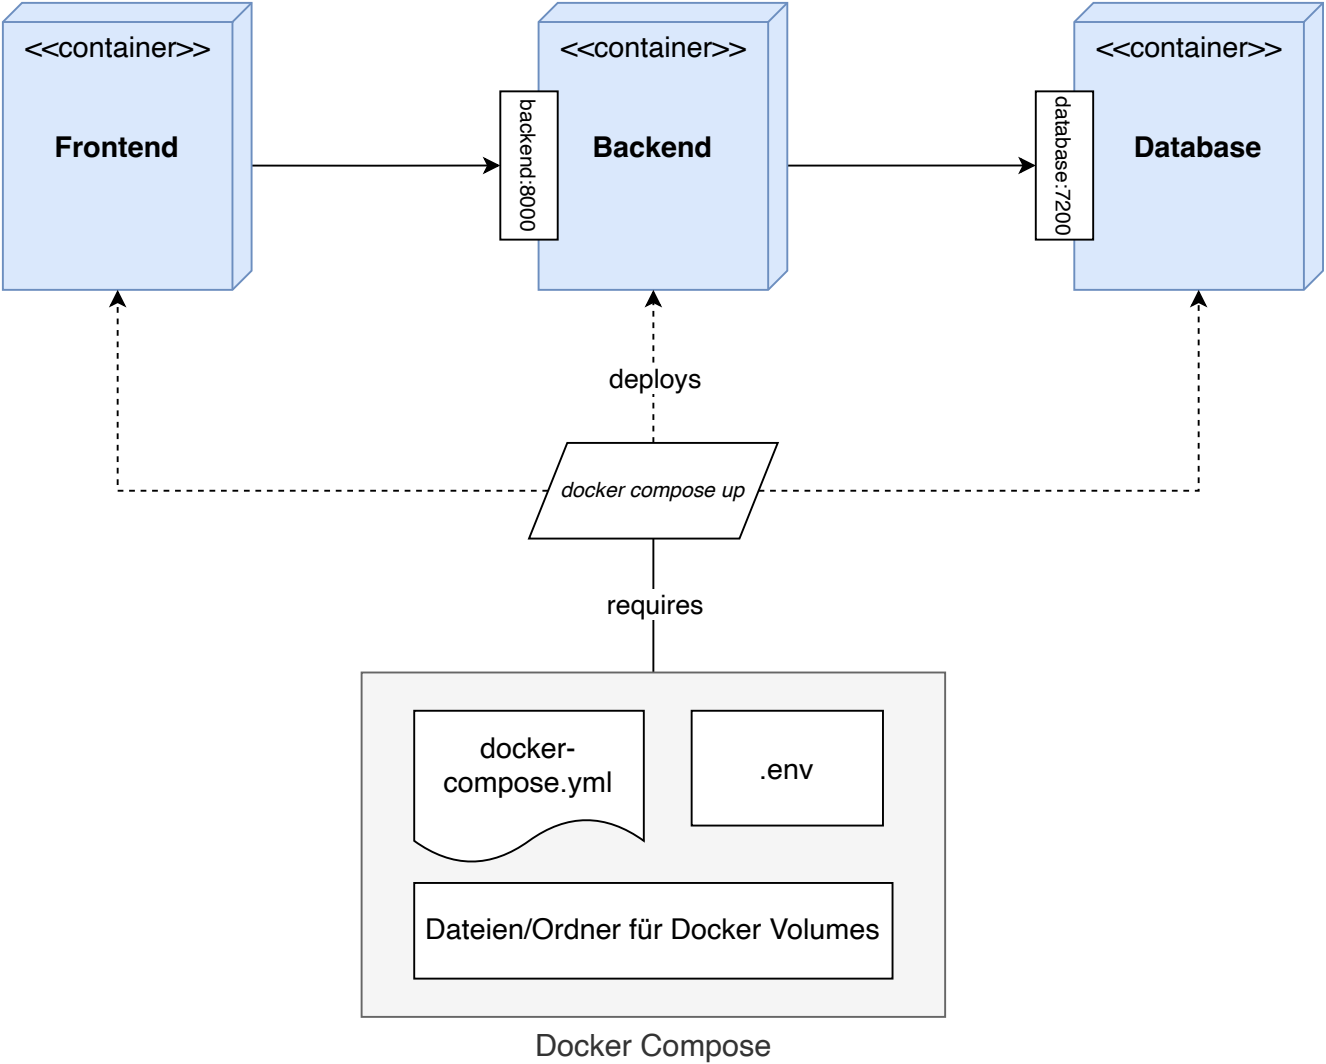 <<container>>
Frontend
backend:8000
<<container>>
Backend
database:7200
<<container>>
Database
deploys
docker compose up
requires
docker-
compose.yml
.env
Dateien/Ordner für Docker Volumes
Docker Compose